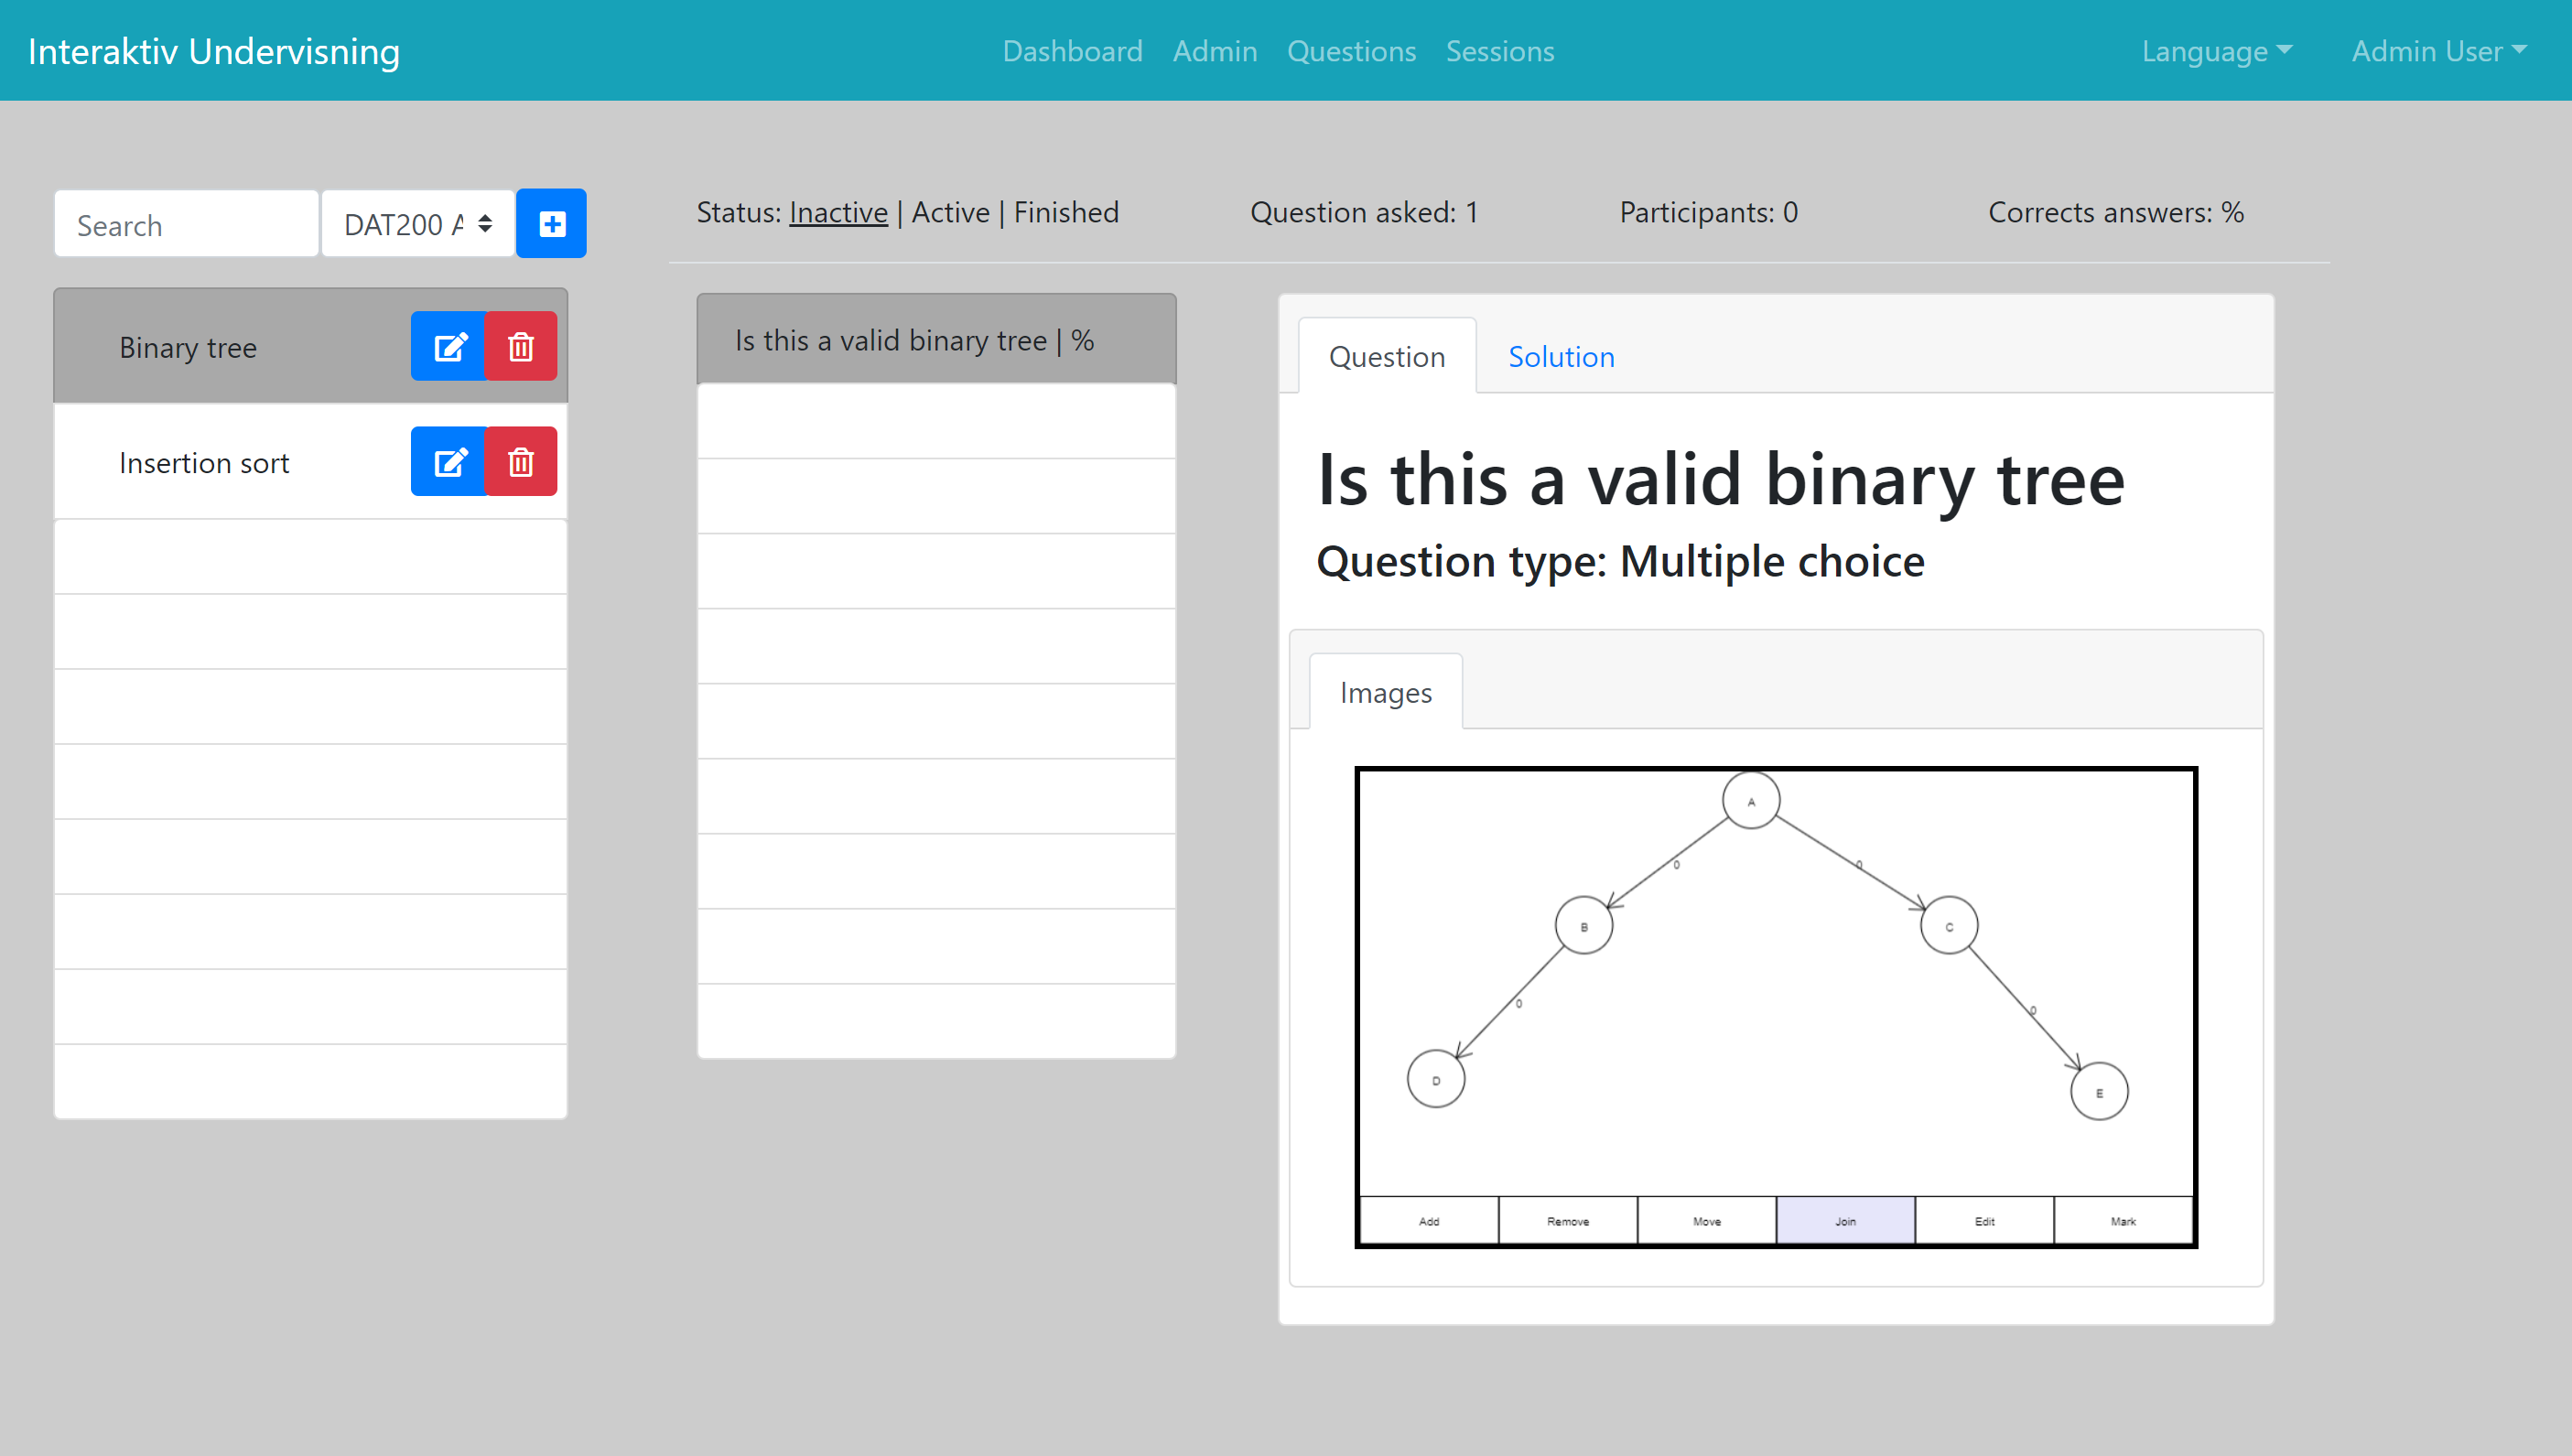 Interaktiv Undervisning
Dashboard Admin Questions Sessions
Language Admin User
Search
DAT200 A
Status: Inactive | Active | Finished
Question asked: 1
Participants: 0
Corrects answers: %
Binary tree
Insertion sort
Is this a valid binary tree | %
Question Solution
Is this a valid binary tree
Question type: Multiple choice
Images
A
0 0
B C
0 0
D E
Add Remove Move Join Edit Mark